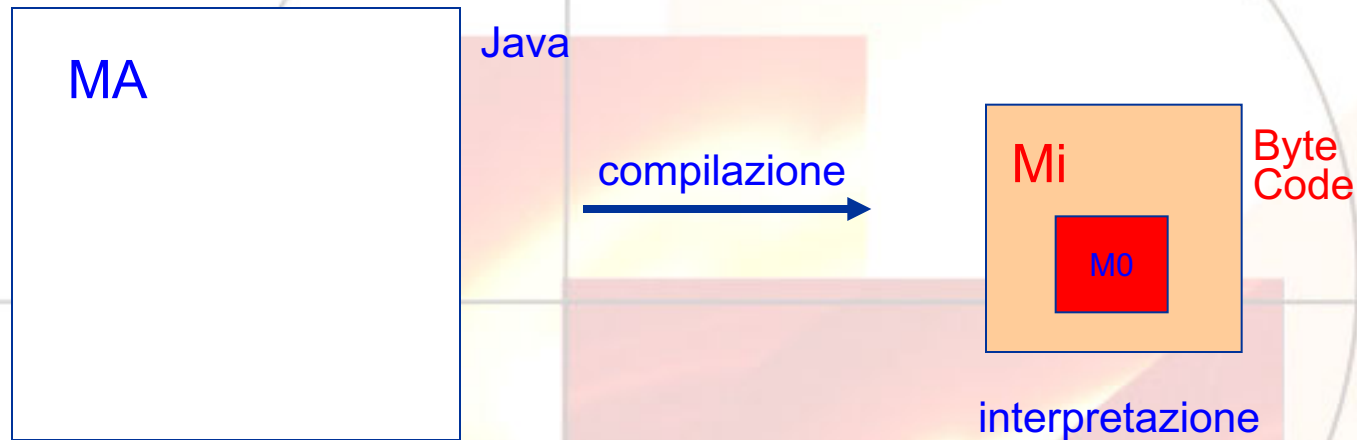 Java
MA
compilazione
Mi
Byte
Code
M0
interpretazione